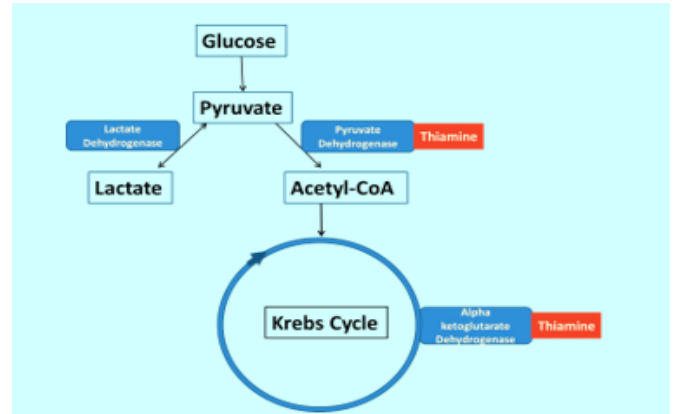 Glucose
Pyruvate
Lactate
Dehydrogenase
Pyruvate
Dehydrogenase
Thiamine
Lactate
Acetyl-CoA
Krebs Cycle
Alpha
ketoglutarate
Dehydrogenase
Thiamine